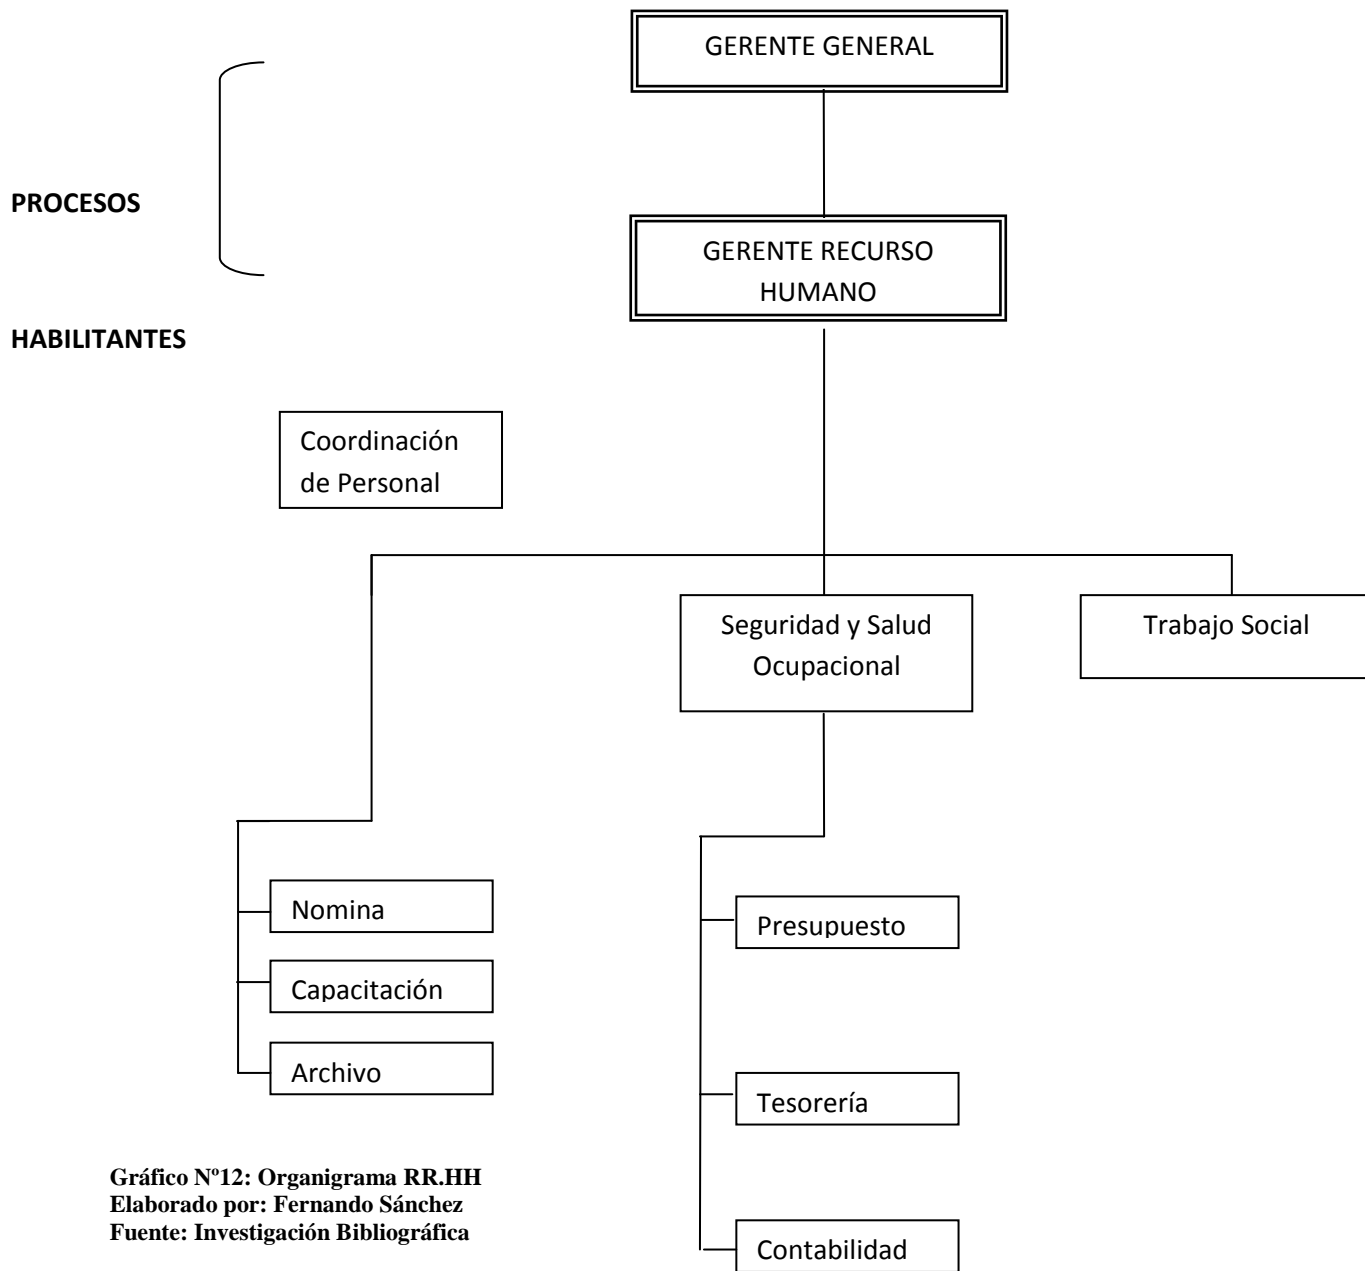 GERENTE GENERAL
PROCESOS
GERENTE RECURSO
HUMANO
HABILITANTES
Coordinación
de Personal
Seguridad y Salud
Ocupacional
Trabajo Social
Nomina
Capacitación
Archivo
Presupuesto
Tesorería
Contabilidad
Gráfico Nº12: Organigrama RR.HH
Elaborado por: Fernando Sánchez
Fuente: Investigación Bibliográfica